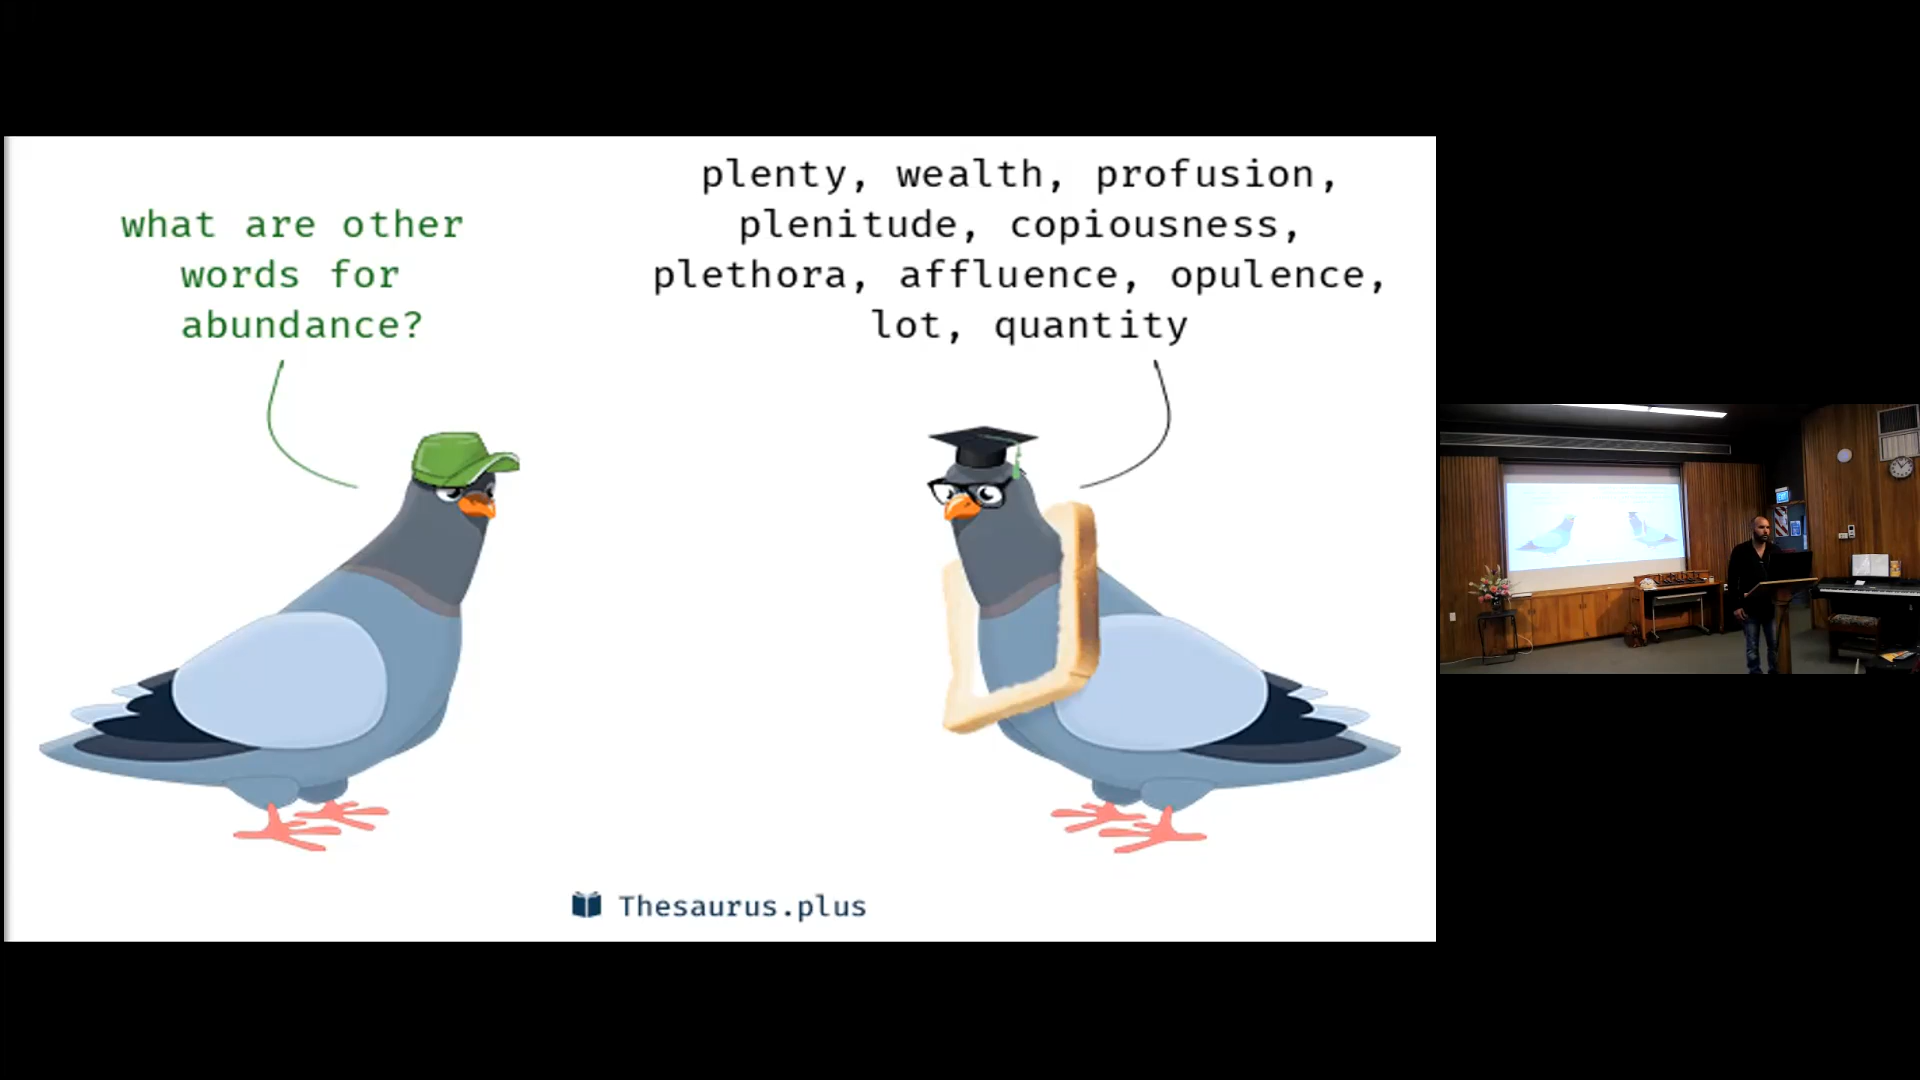 what are other
words for
abundance?
plenty, wealth, profusion,
plenitude, copiousness,
plethora, affluence, opulence,
lot, quantity
Thesaurus.plus